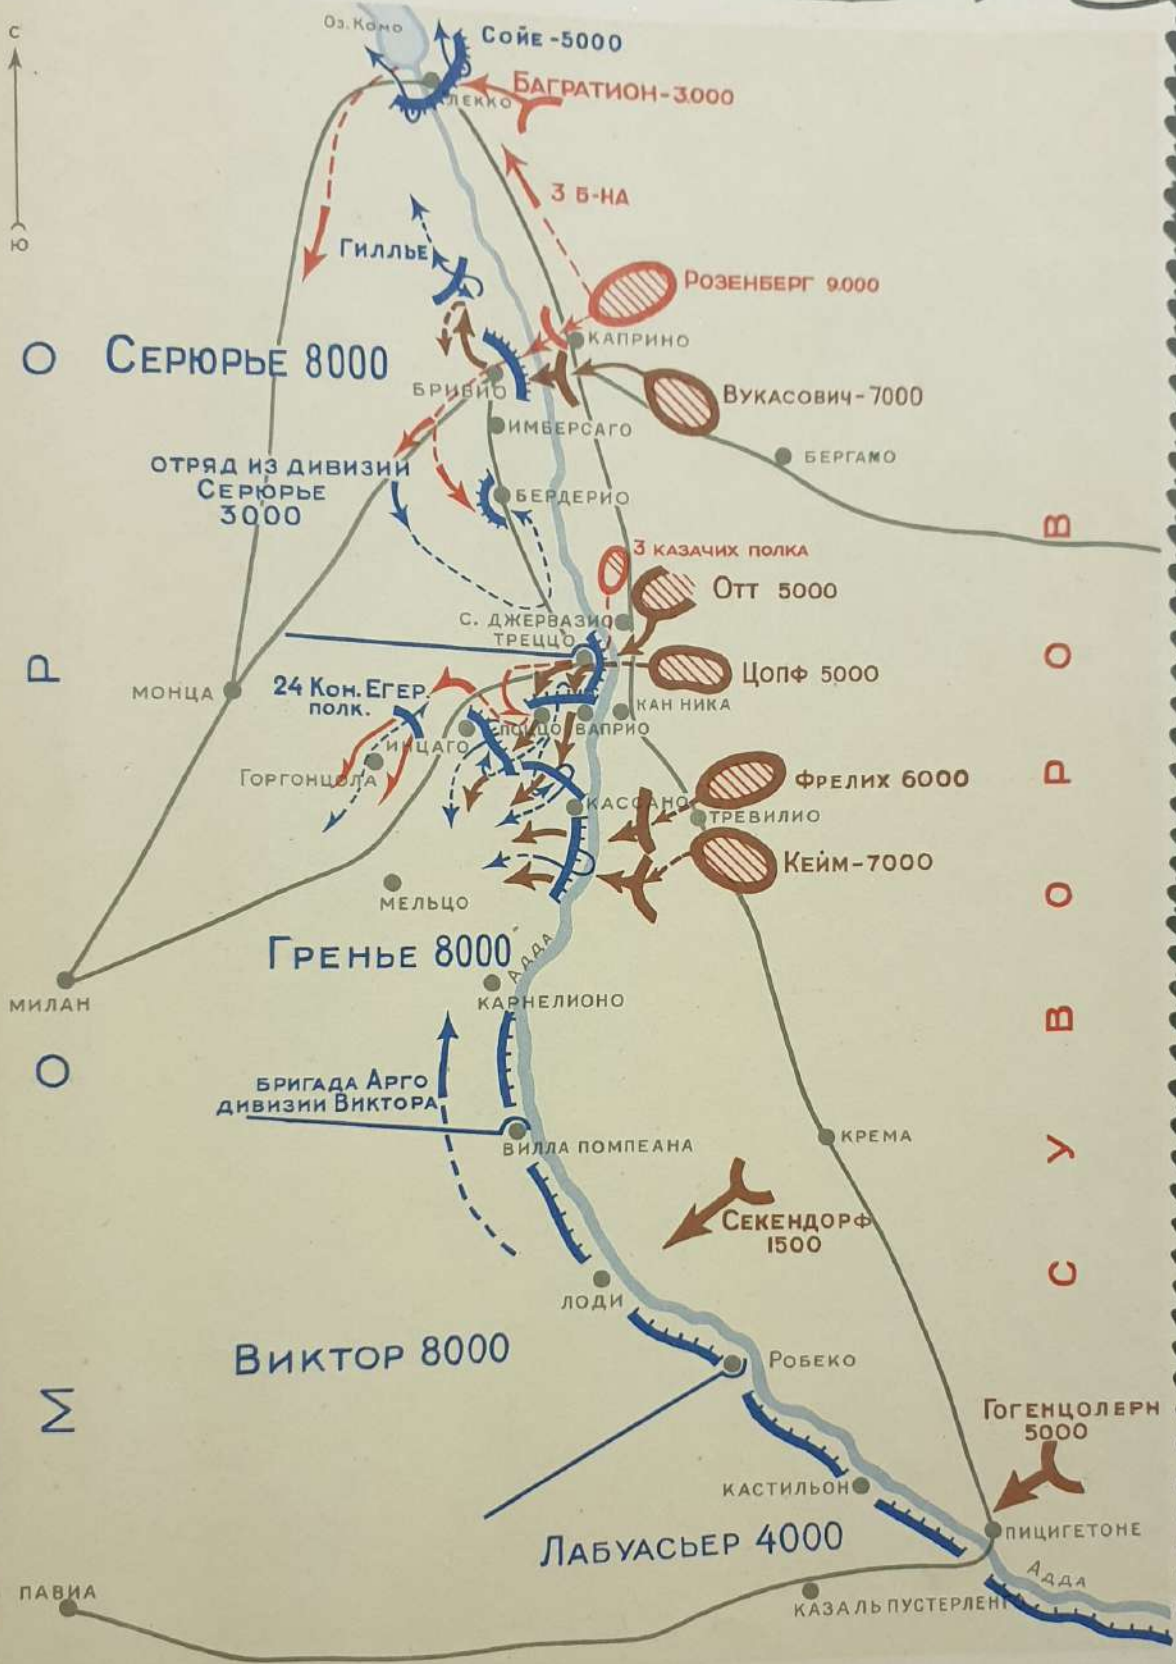 С
Ю
Оз. Комо
Сойе -5000
Багратион-3.000
Лекко
3 Б-на
Гиллье
Розенберг 9.000
Каприно
Серюрье 8000
Бривио
Вукасович-7000
Имберсаго
Бергамо
отряд из дивизии
Серюрье
3000
Бердерио
3 казачих полка
Отт 5000
С. Джервазио
Треццо
Цопф 5000
Монца
24 Кон. Егер.
полк.
Кан ника
Поццо
Ваприо
Инцаго
Горгонцола
Фрелих 6000
Кассано
Тревилио
Кейм-7000
Мельцо
Гренье 8000
Адда
Карнелионо
Милан
бригада Арго
дивизии Виктора
Вилла Помпеана
Крема
Секендорф
1500
Лоди
Виктор 8000
Робеко
Гогенцолерн
5000
Кастильон
Лабуасьер 4000
Пицигетоне
Адда
Павиа
Казаль Пустерленг
МОРО
СУВОРОВ